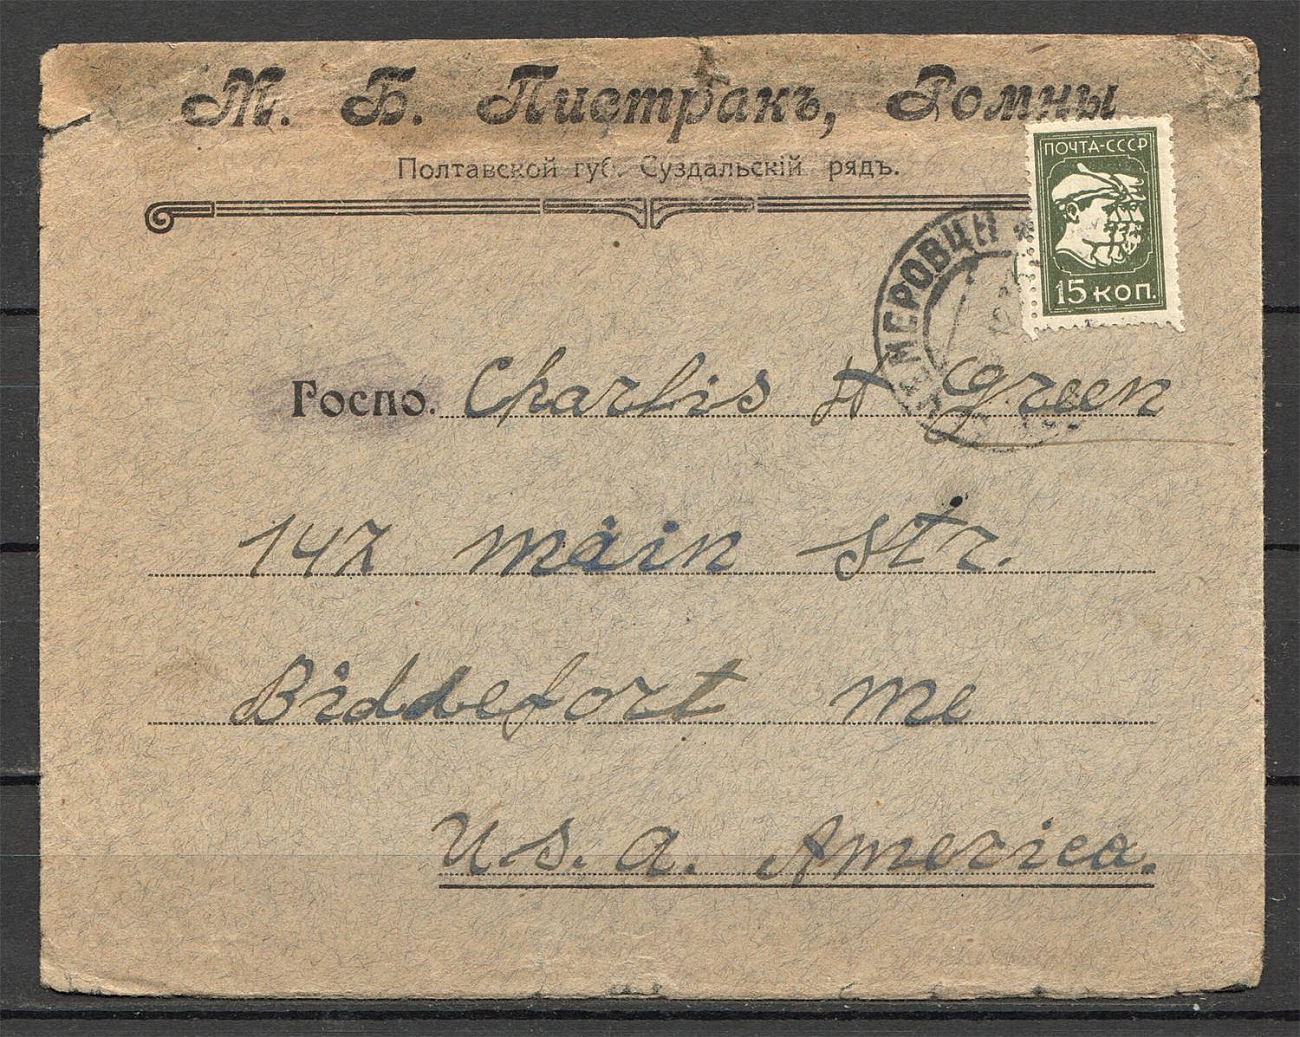 М. Б. Пистракъ, Ромны
Полтавской губ. Суздальскій рядъ.
ПОЧТА-СССР
15 КОП.
МЕРОВЦИ
Госпо. Charlis H Green
147 main str.
Biddefort me
U.S.A. America.